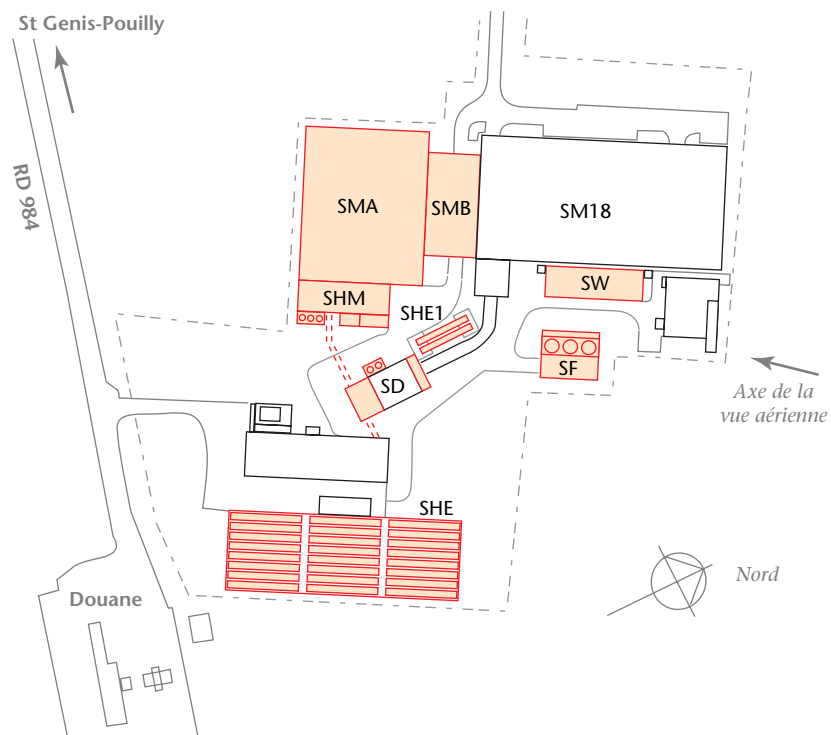 St Genis-Pouilly
RD 984
SMA
SMB
SM18
SHM
SHE1
SW
SD
SF
Axe de la
vue aérienne
SHE
Nord
Douane